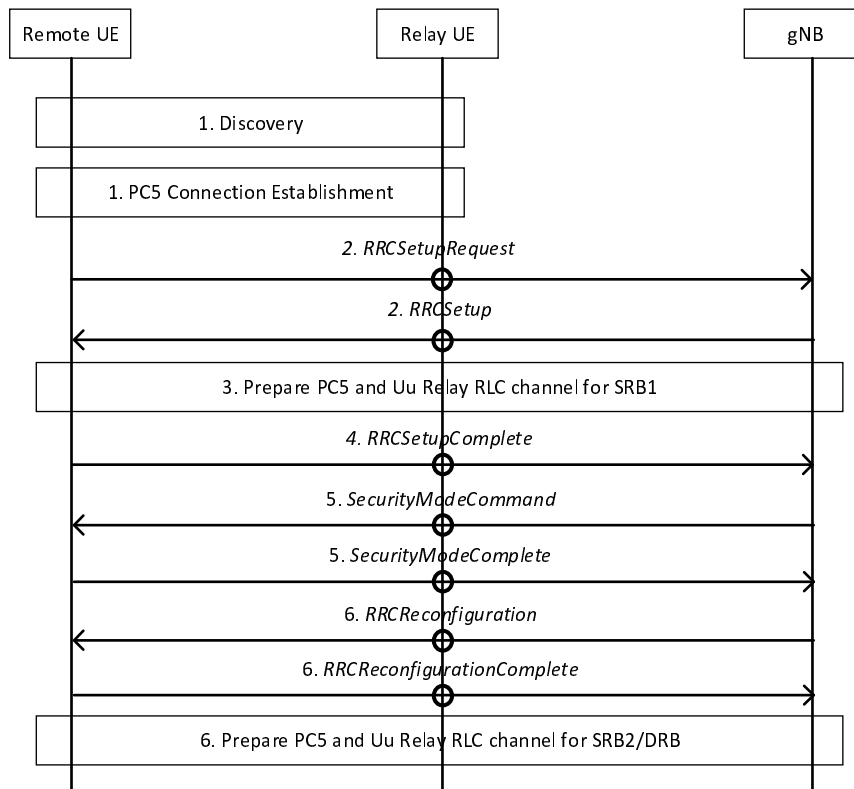 Remote UE
Relay UE
gNB
1. Discovery
1. PC5 Connection Establishment
2. RRCSetupRequest
2. RRCSetup
3. Prepare PC5 and Uu Relay RLC channel for SRB1
4. RRCSetupComplete
5. SecurityModeCommand
5. SecurityModeComplete
6. RRCReconfiguration
6. RRCReconfigurationComplete
6. Prepare PC5 and Uu Relay RLC channel for SRB2/DRB